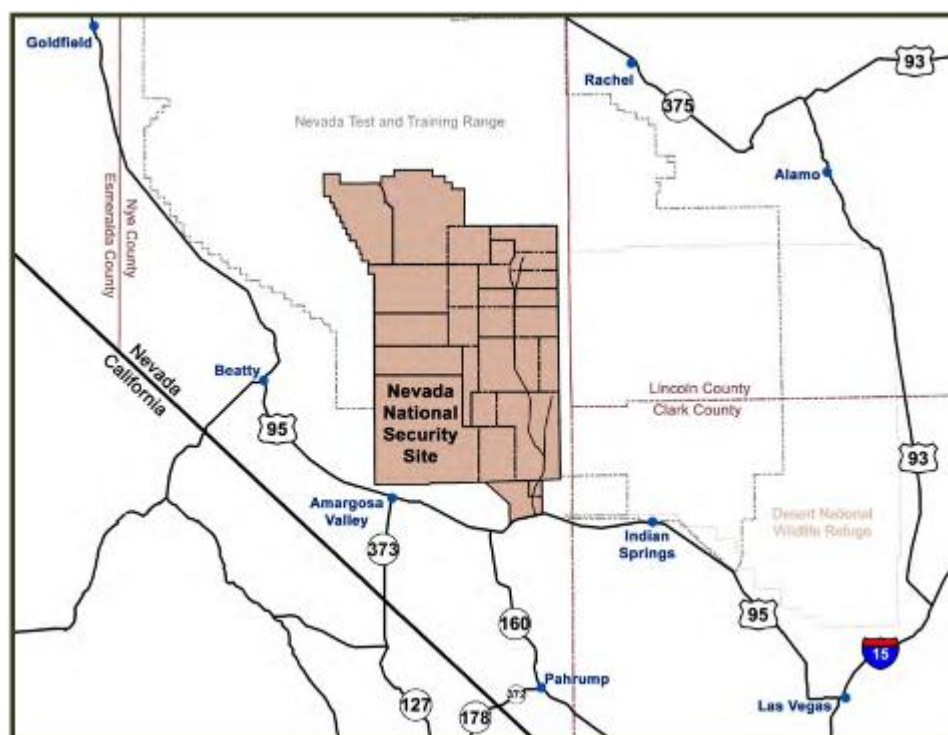 Goldfield
93
Rachel
375
Nevada Test and Training Range
Alamo
Nye County
Esmeralda County
Nevada
California
Beatty
95
Nevada
National
Security
Site
Lincoln County
Clark County
93
Amargosa
Valley
373
Indian
Springs
Desert National
Wildlife Refuge
160
95
15
Pahrump
372
178
127
Las Vegas